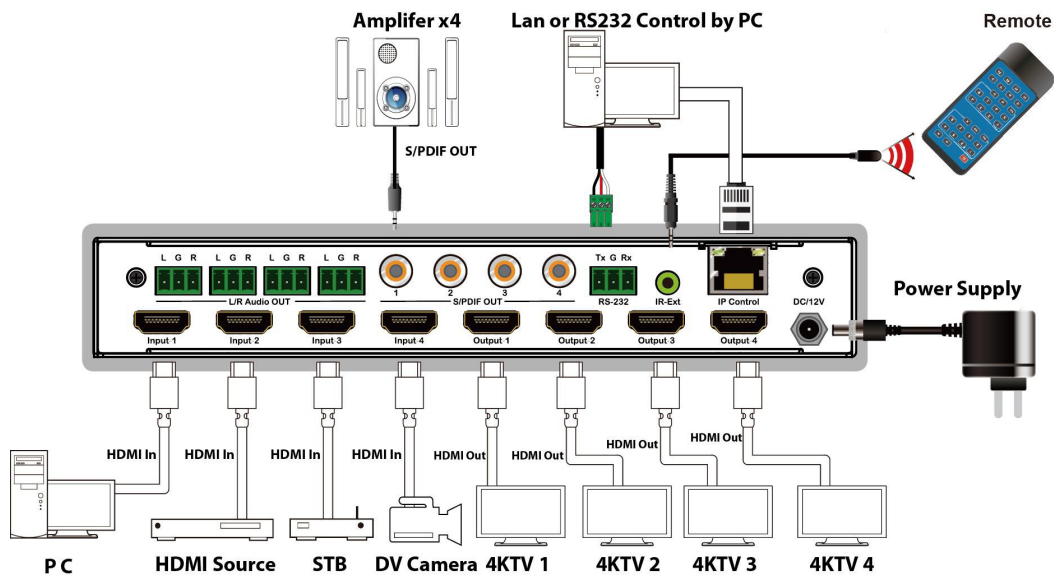 Amplifer x4
Lan or RS232 Control by PC
Remote
S/PDIF OUT
L G R
L G R
L G R
L G R
L/R Audio OUT
1
2
3
4
S/PDIF OUT
Tx G Rx
RS-232
IR-Ext
IP Control
DC/12V
Power Supply
Input 1
Input 2
Input 3
Input 4
Output 1
Output 2
Output 3
Output 4
HDMI In
HDMI In
HDMI In
HDMI In
HDMI Out
HDMI Out
HDMI Out
HDMI Out
P C
HDMI Source
STB
DV Camera
4KTV 1
4KTV 2
4KTV 3
4KTV 4